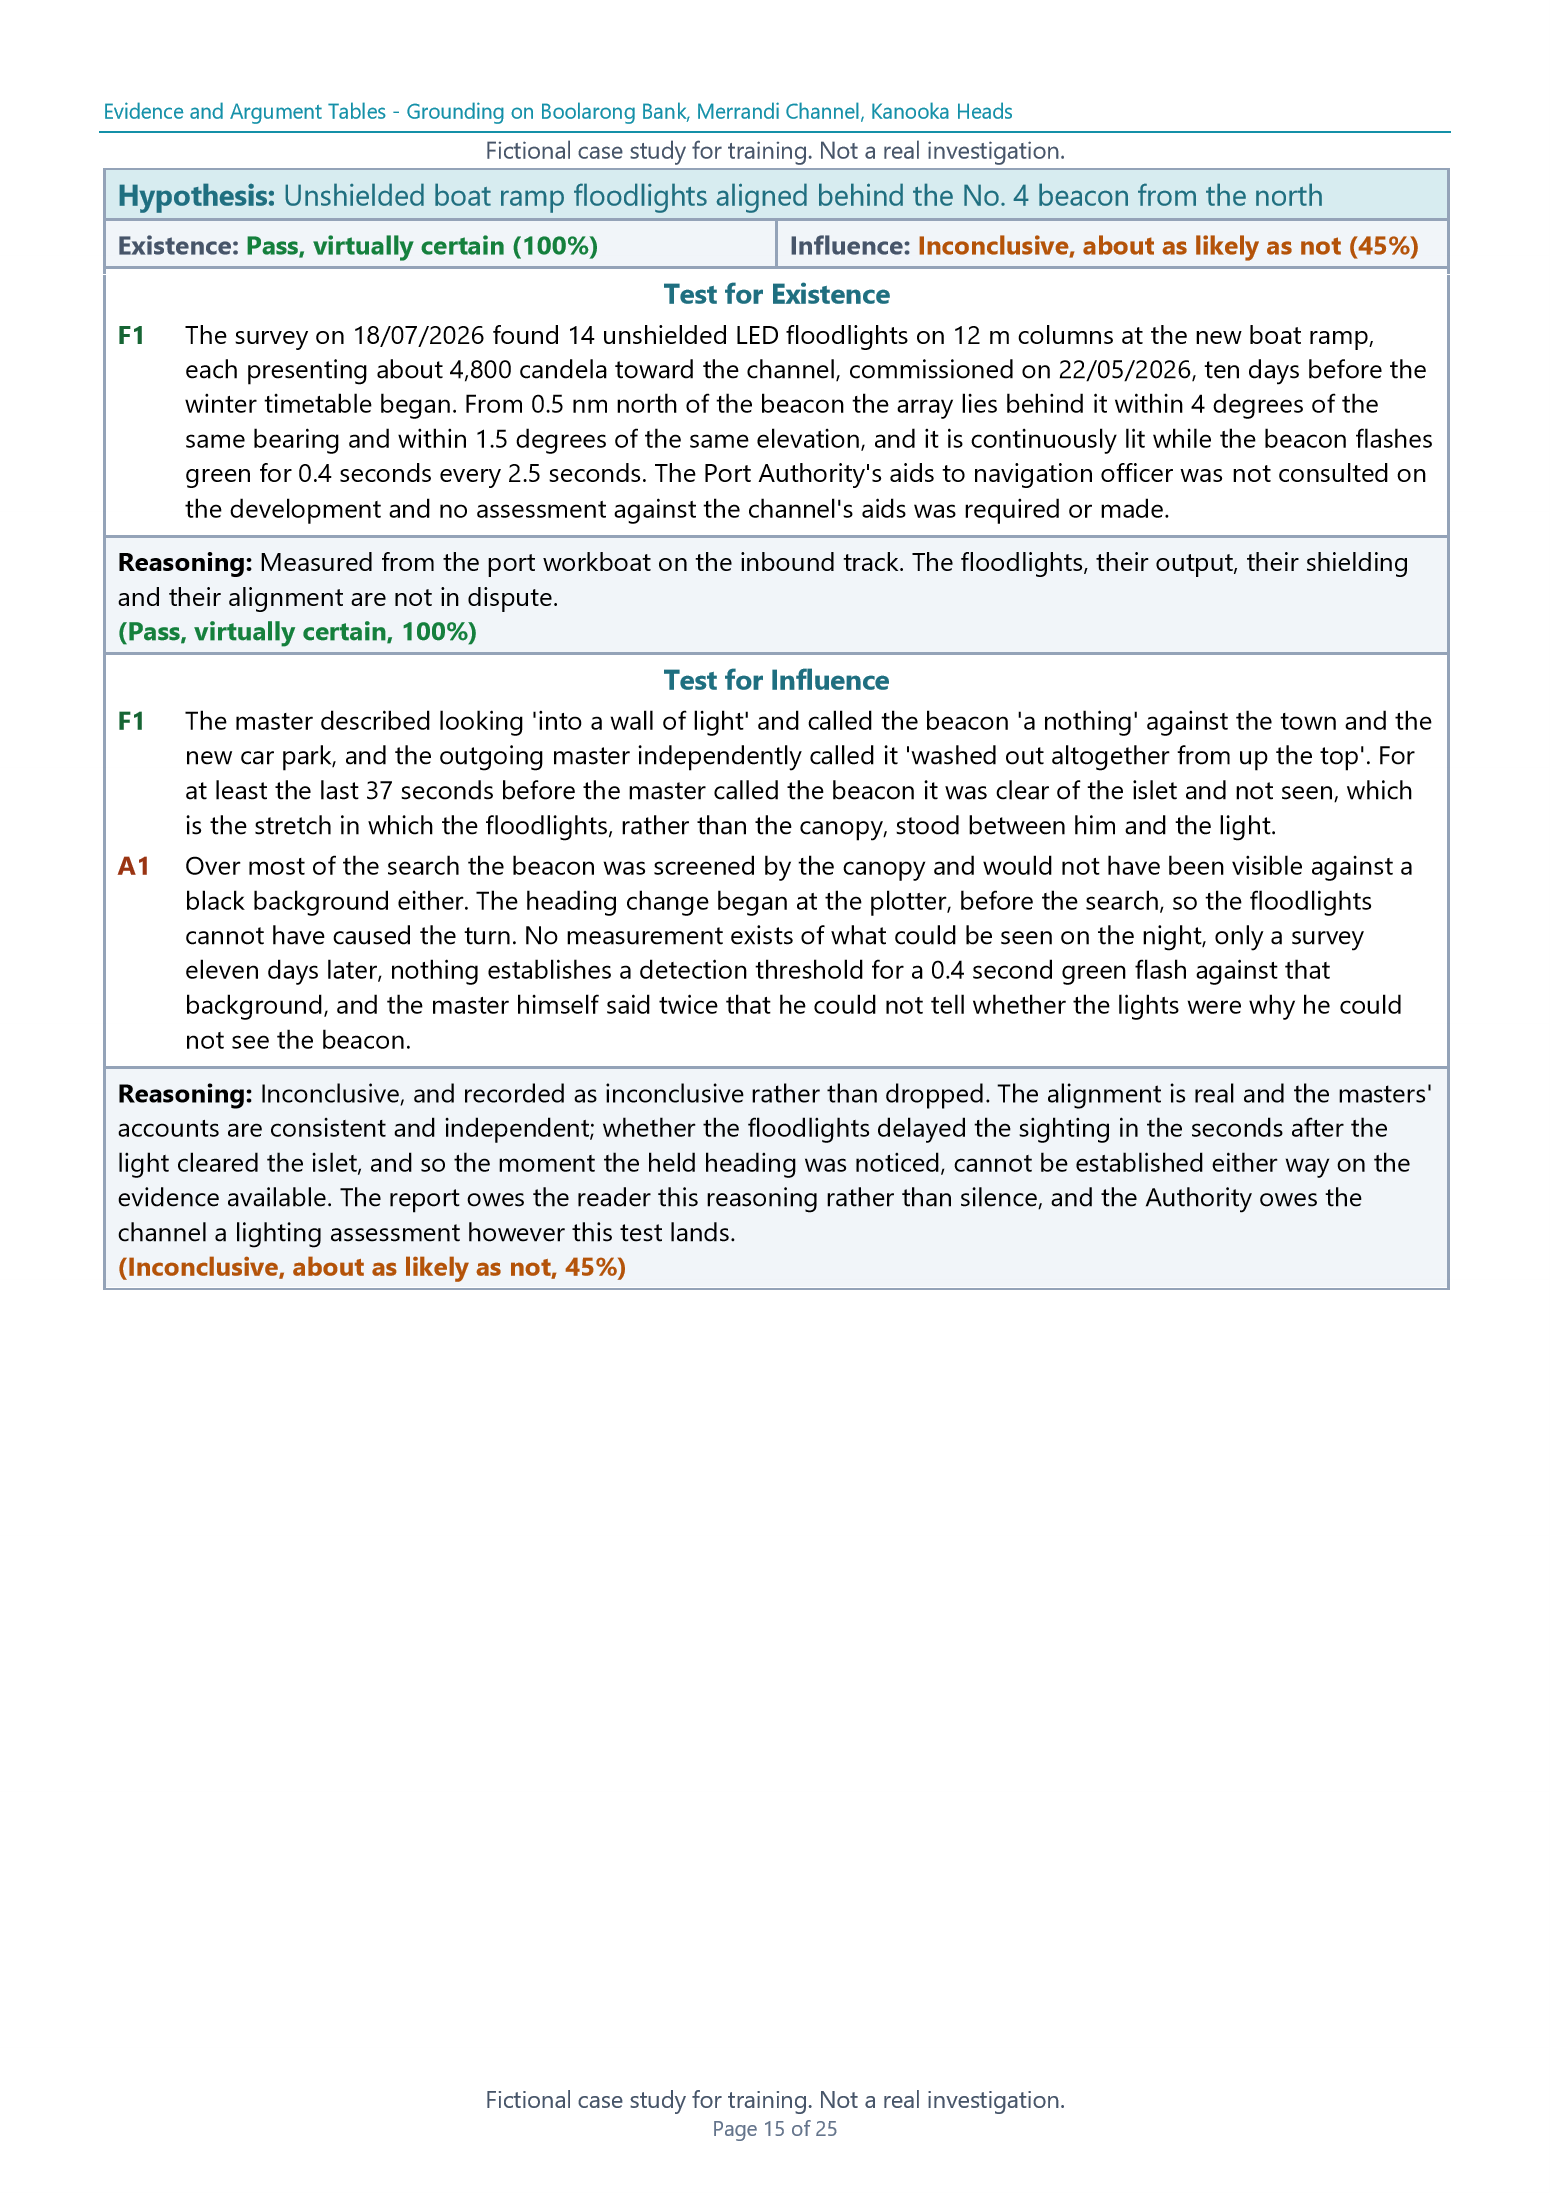 Evidence and Argument Tables - Grounding on Boolarong Bank, Merrandi Channel, Kanooka Heads
Fictional case study for training. Not a real investigation.
Hypothesis: Unshielded boat ramp floodlights aligned behind the No. 4 beacon from the north
Existence: Pass, virtually certain (100%)
Influence: Inconclusive, about as likely as not (45%)
Test for Existence
F1 The survey on 18/07/2026 found 14 unshielded LED floodlights on 12 m columns at the new boat ramp,
each presenting about 4,800 candela toward the channel, commissioned on 22/05/2026, ten days before the
winter timetable began. From 0.5 nm north of the beacon the array lies behind it within 4 degrees of the
same bearing and within 1.5 degrees of the same elevation, and it is continuously lit while the beacon flashes
green for 0.4 seconds every 2.5 seconds. The Port Authority's aids to navigation officer was not consulted on
the development and no assessment against the channel's aids was required or made.
Reasoning: Measured from the port workboat on the inbound track. The floodlights, their output, their shielding
and their alignment are not in dispute.
(Pass, virtually certain, 100%)
Test for Influence
F1 The master described looking 'into a wall of light' and called the beacon 'a nothing' against the town and the
new car park, and the outgoing master independently called it 'washed out altogether from up the top'. For
at least the last 37 seconds before the master called the beacon it was clear of the islet and not seen, which
is the stretch in which the floodlights, rather than the canopy, stood between him and the light.
A1 Over most of the search the beacon was screened by the canopy and would not have been visible against a
black background either. The heading change began at the plotter, before the search, so the floodlights
cannot have caused the turn. No measurement exists of what could be seen on the night, only a survey
eleven days later, nothing establishes a detection threshold for a 0.4 second green flash against that
background, and the master himself said twice that he could not tell whether the lights were why he could
not see the beacon.
Reasoning: Inconclusive, and recorded as inconclusive rather than dropped. The alignment is real and the masters'
accounts are consistent and independent; whether the floodlights delayed the sighting in the seconds after the
light cleared the islet, and so the moment the held heading was noticed, cannot be established either way on the
evidence available. The report owes the reader this reasoning rather than silence, and the Authority owes the
channel a lighting assessment however this test lands.
(Inconclusive, about as likely as not, 45%)
Fictional case study for training. Not a real investigation.
Page 15 of 25